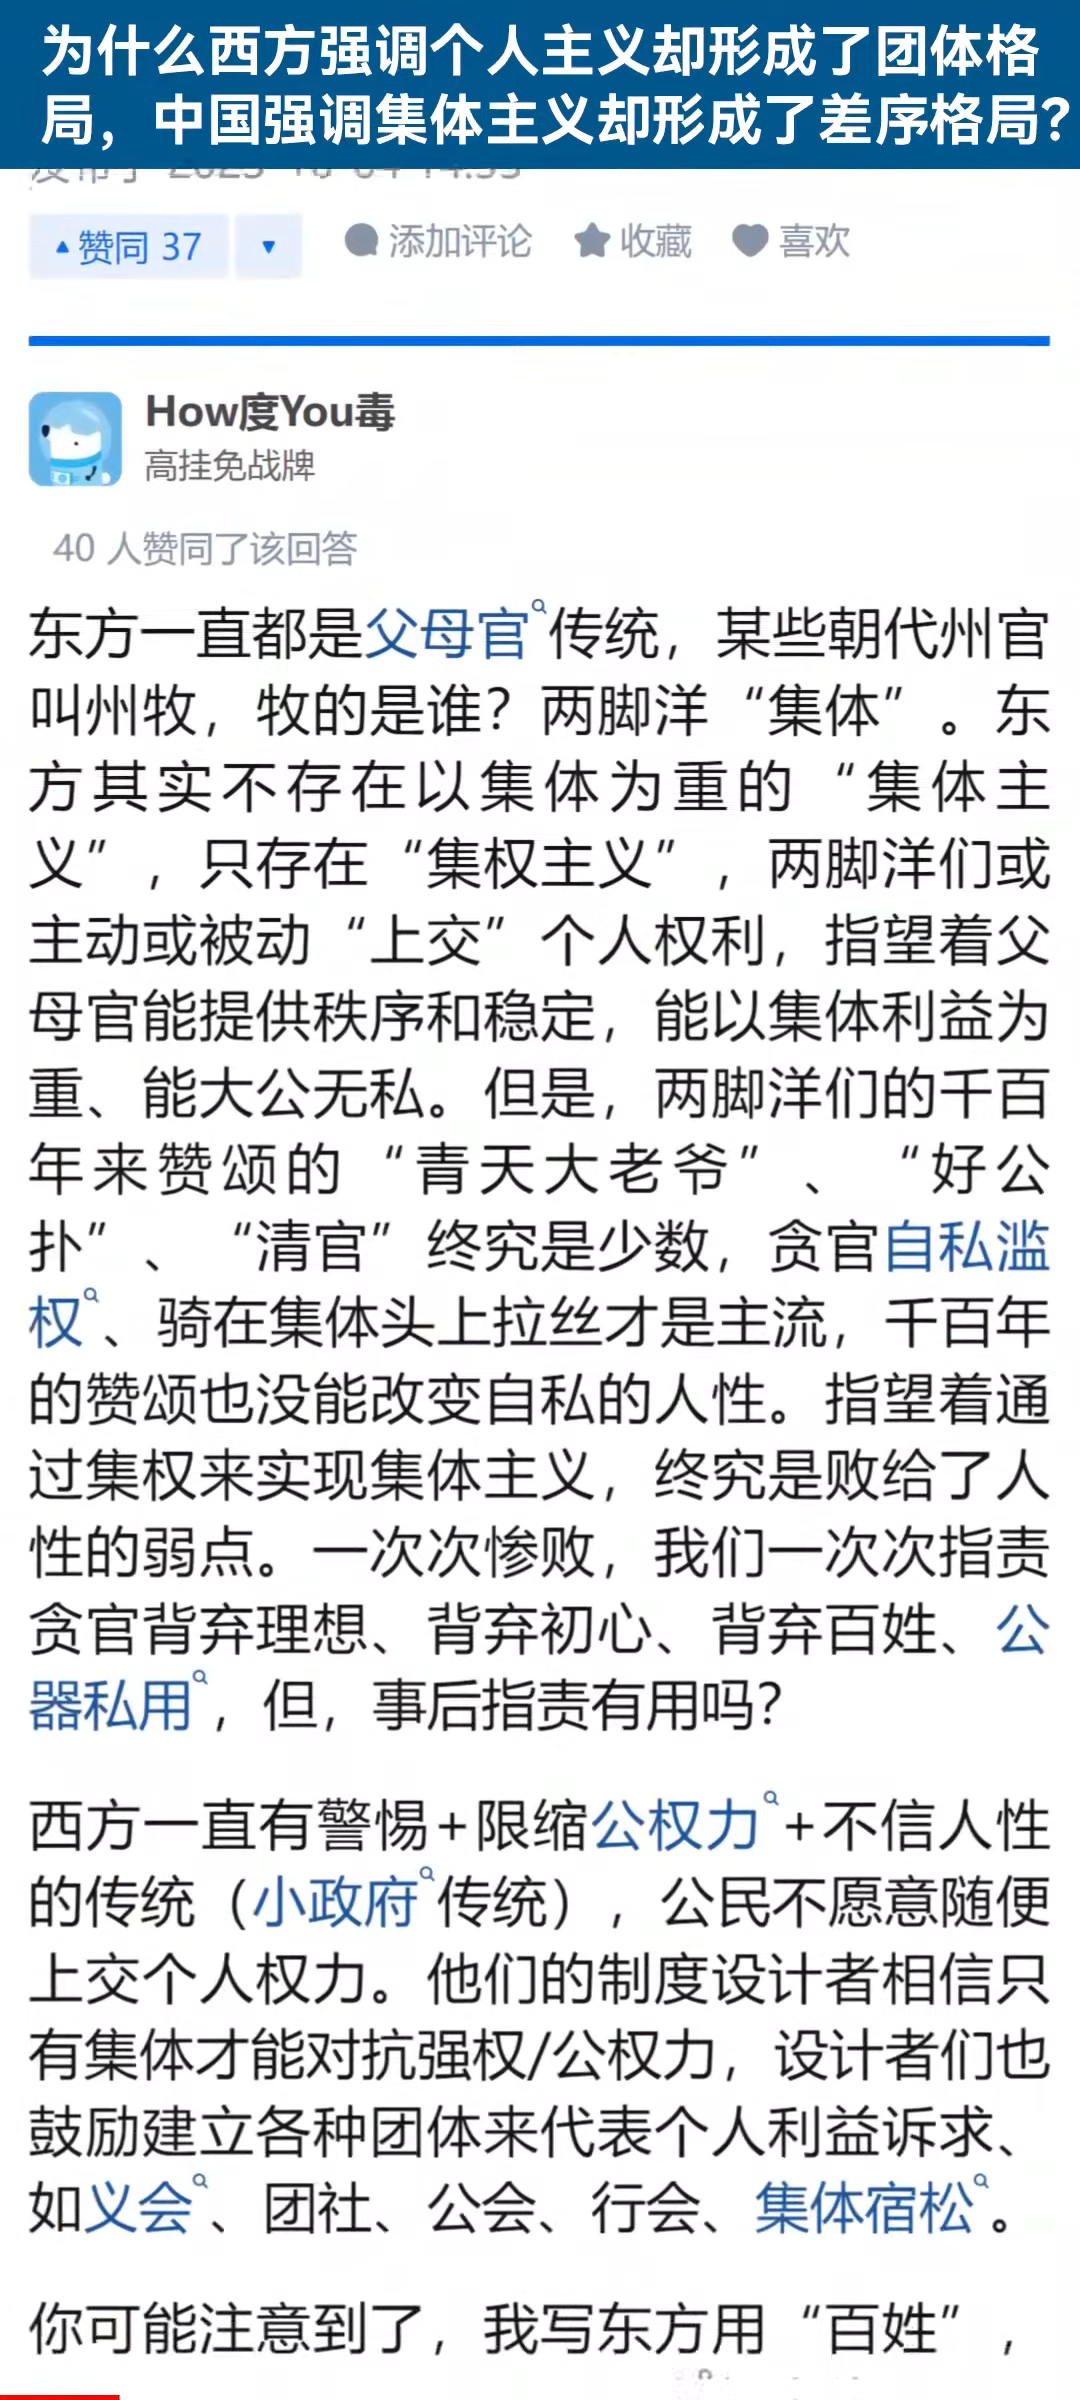 为什么西方强调个人主义却形成了团体格
局，中国强调集体主义却形成了差序格局?
发布于 2023-10-04 14:53
赞同 37
添加评论
收藏
喜欢
How度You毒
高挂免战牌
40 人赞同了该回答
东方一直都是父母官传统，某些朝代州官
叫州牧，牧的是谁？两脚洋“集体”。东
方其实不存在以集体为重的“集体主
义”，只存在“集权主义”，两脚洋们或
主动或被动“上交”个人权利，指望着父
母官能提供秩序和稳定，能以集体利益为
重、能大公无私。但是，两脚洋们的千百
年来赞颂的“青天大老爷”、“好公
扑”、“清官”终究是少数，贪官自私滥
权、骑在集体头上拉丝才是主流，千百年
的赞颂也没能改变自私的人性。指望着通
过集权来实现集体主义，终究是败给了人
性的弱点。一次次惨败，我们一次次指责
贪官背弃理想、背弃初心、背弃百姓、公
器私用，但，事后指责有用吗？
西方一直有警惕+限缩公权力+不信人性
的传统（小政府传统），公民不愿意随便
上交个人权力。他们的制度设计者相信只
有集体才能对抗强权/公权力，设计者们也
鼓励建立各种团体来代表个人利益诉求、
如义会、团社、公会、行会、集体宿松。
你可能注意到了，我写东方用“百姓”，